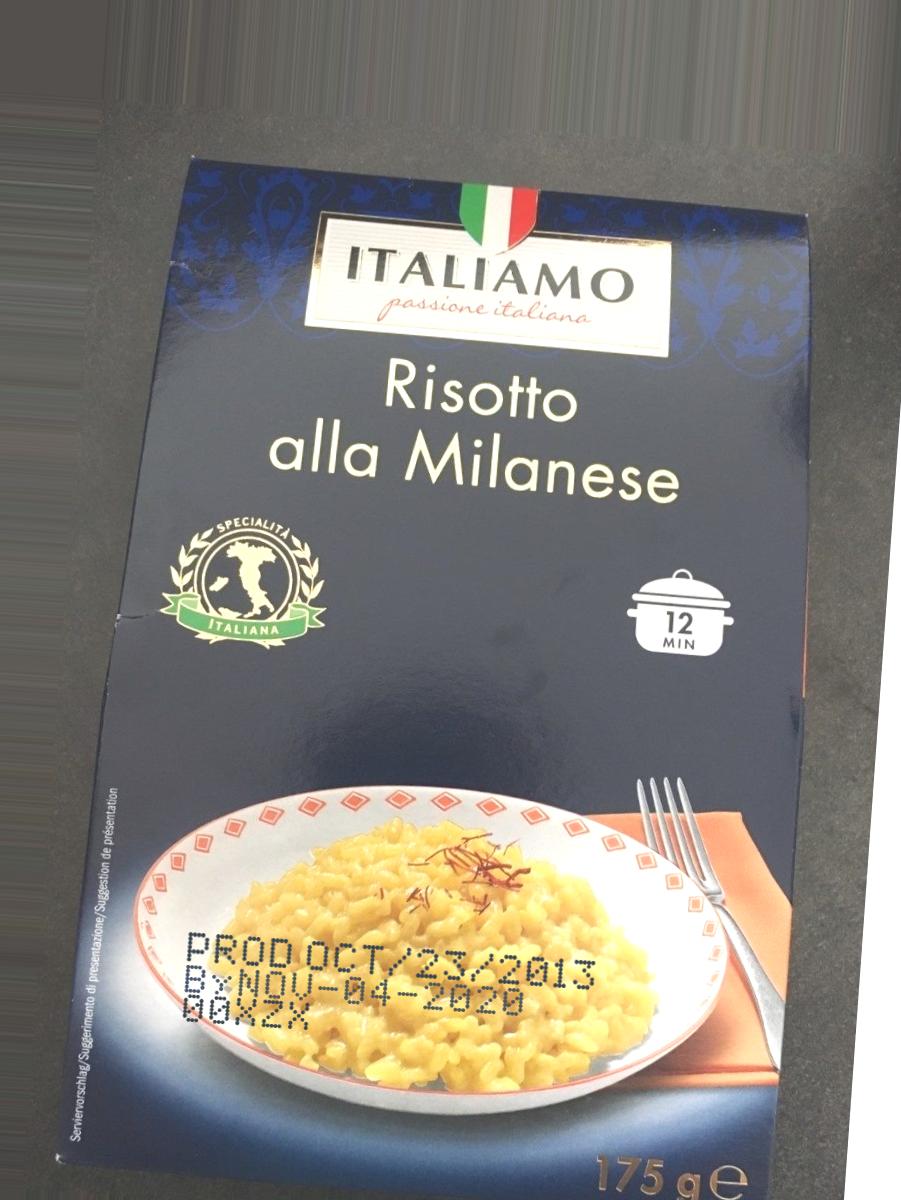 ITALIAMO
passione italiana
Risotto
alla Milanese
SPECIALITÀ
ITALIANA
12
MIN
Serviervorschlag/Suggerimento di presentazione/Suggestion de présentation
PROD OCT/23/2013
By NOV-04-2020
00X2X
175 g e